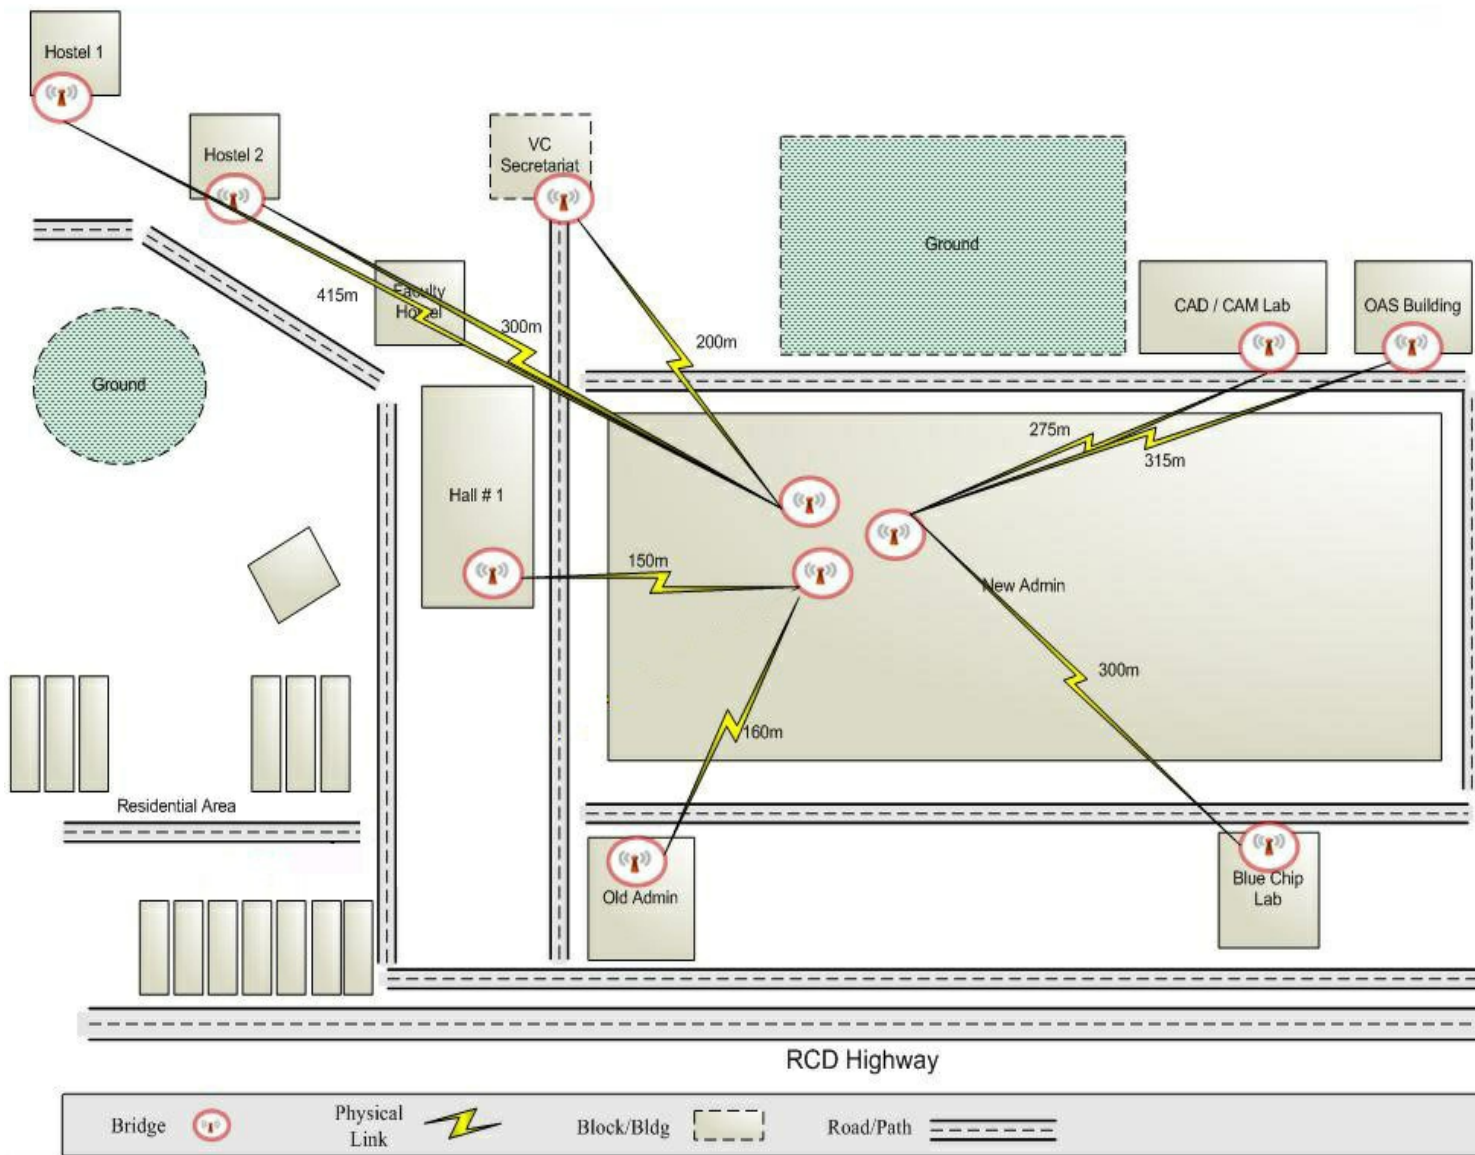 Hostel 1
Hostel 2
VC
Secretariat
Ground
Faculty
Hostel
415m
300m
200m
CAD / CAM Lab
OAS Building
Ground
275m
315m
Hall # 1
150m
New Admin
300m
160m
Residential Area
Old Admin
Blue Chip
Lab
RCD Highway
Bridge
Physical
Link
Block/Bldg
Road/Path